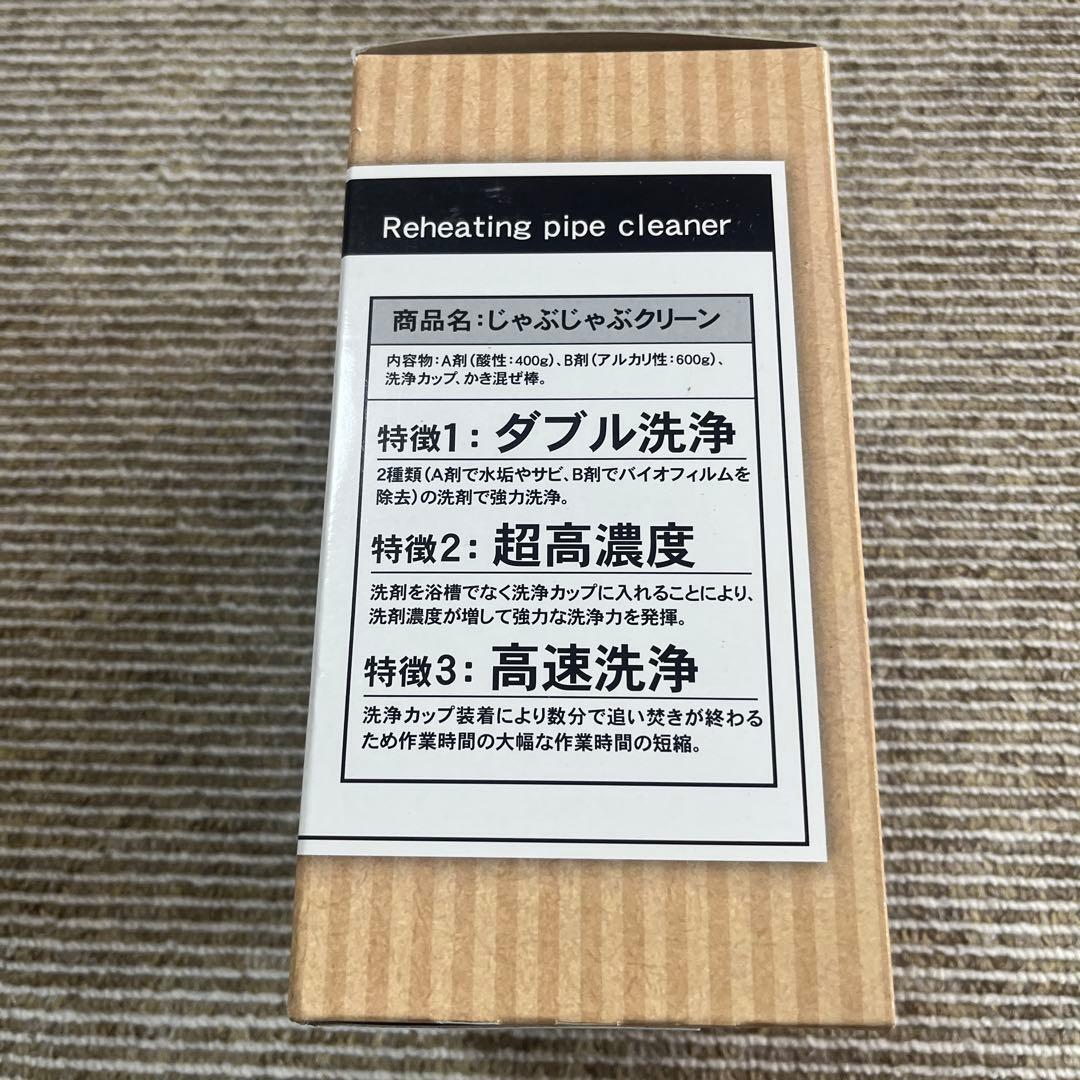 Reheating pipe cleaner
商品名:じゃぶじゃぶクリーン
内容物:A剤(酸性:400g)、B剤(アルカリ性:600g)、
洗浄カップ、かき混ぜ棒。
特徴1: ダブル洗浄
2種類(A剤で水垢やサビ、B剤でバイオフィルムを
除去)の洗剤で強力洗浄。
特徴2: 超高濃度
洗剤を浴槽でなく洗浄カップに入れることにより、
洗剤濃度が増して強力な洗浄力を発揮。
特徴3: 高速洗浄
洗浄カップ装着により数分で追い焚きが終わる
ため作業時間の大幅な作業時間の短縮。